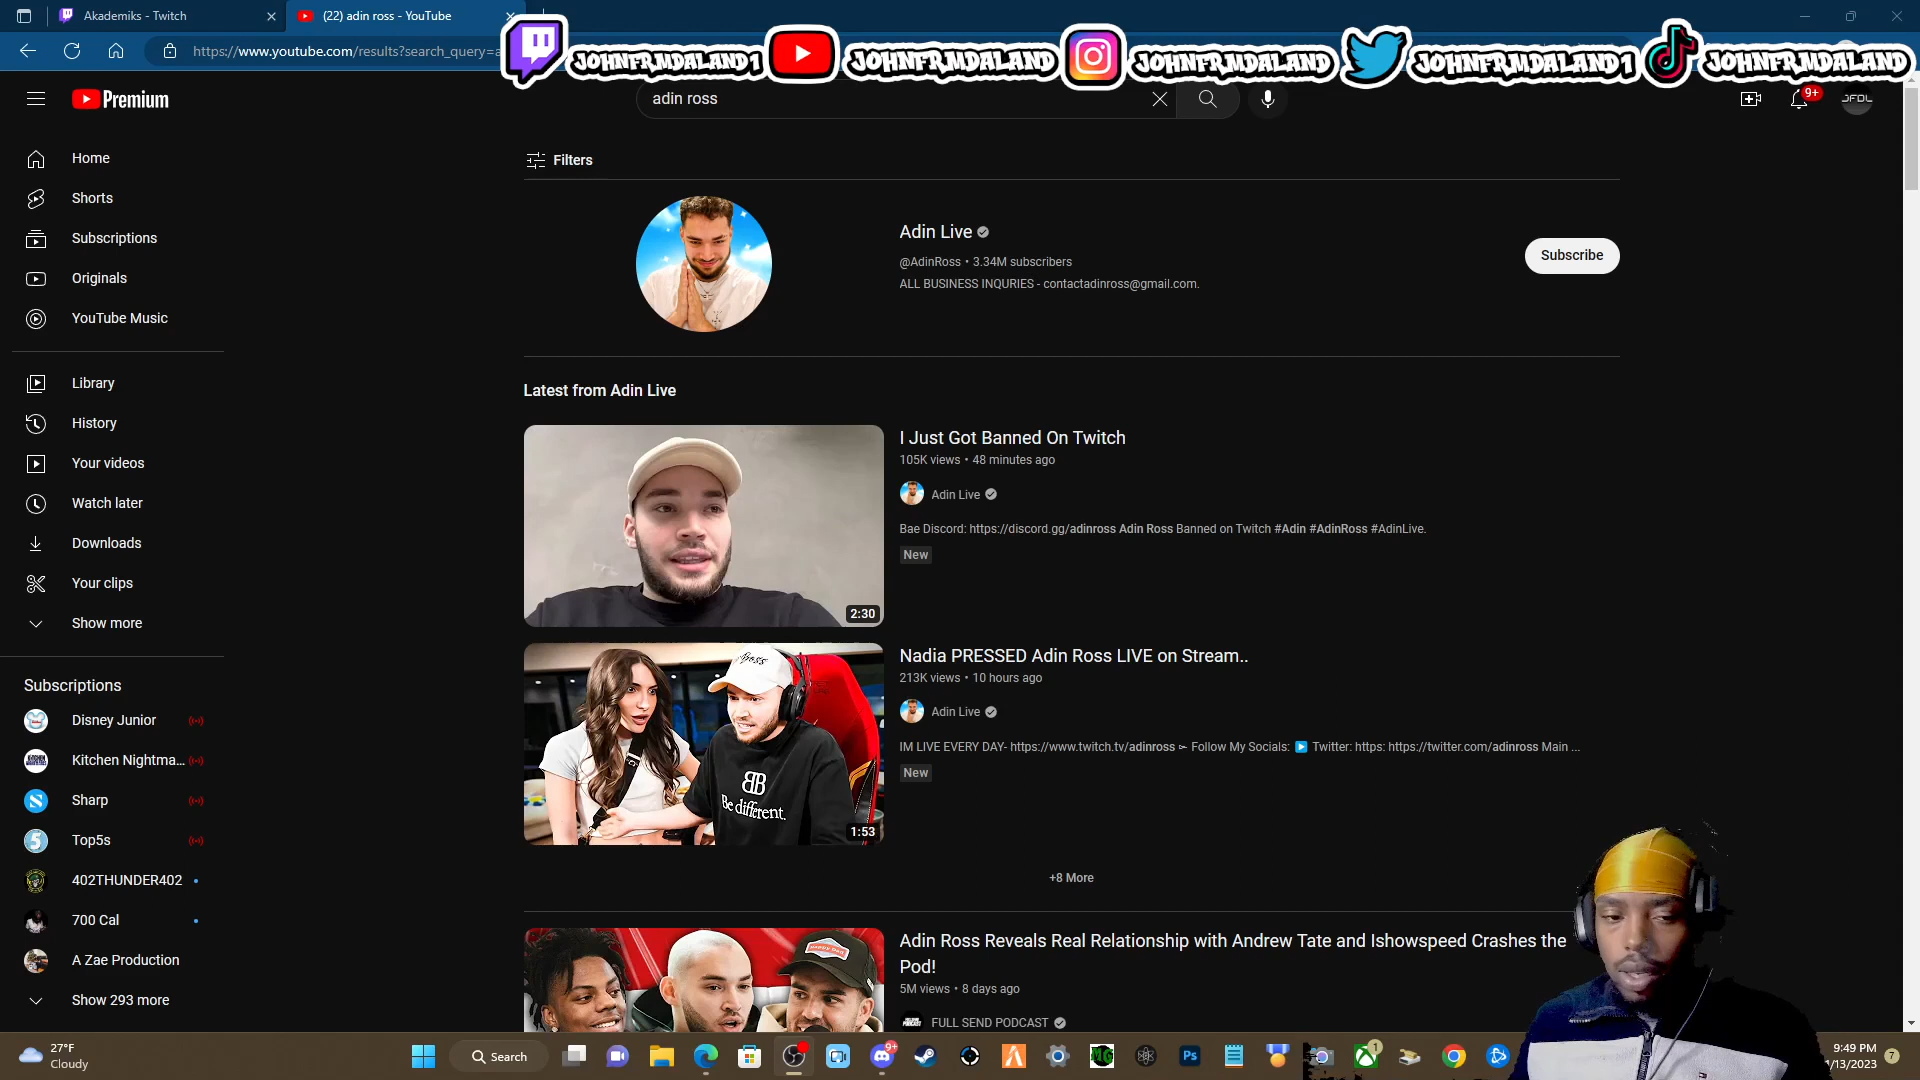 Akademiks - Twitch
(22) adin ross - YouTube
https://www.youtube.com/results?search_query=a
JOHNFRMDALAND1
JOHNFRMDALAND
JOHNFRMDALAND
JOHNFRMDALAND1
JOHNFRMDALAND
Premium
adin ross
9+
JFDL
Home
Shorts
Subscriptions
Originals
YouTube Music
Library
History
Your videos
Watch later
Downloads
Your clips
Show more
Subscriptions
Disney Junior
Kitchen Nightma...
Sharp
Top5s
402THUNDER402
700 Cal
A Zae Production
Show 293 more
Filters
Adin Live
@AdinRoss • 3.34M subscribers
ALL BUSINESS INQURIES - contactadinross@gmail.com.
Subscribe
Latest from Adin Live
2:30
I Just Got Banned On Twitch
105K views • 48 minutes ago
Adin Live
Bae Discord: https://discord.gg/adinross Adin Ross Banned on Twitch #Adin #AdinRoss #AdinLive.
New
Be different.
1:53
Nadia PRESSED Adin Ross LIVE on Stream..
213K views • 10 hours ago
Adin Live
IM LIVE EVERY DAY- https://www.twitch.tv/adinross ➳ Follow My Socials: ▶ Twitter: https: https://twitter.com/adinross Main ...
New
+8 More
Adin Ross Reveals Real Relationship with Andrew Tate and Ishowspeed Crashes the
Pod!
5M views • 8 days ago
FULL SEND PODCAST
27°F
Cloudy
Search
9+
Ps
1
9:49 PM
/13/2023
7